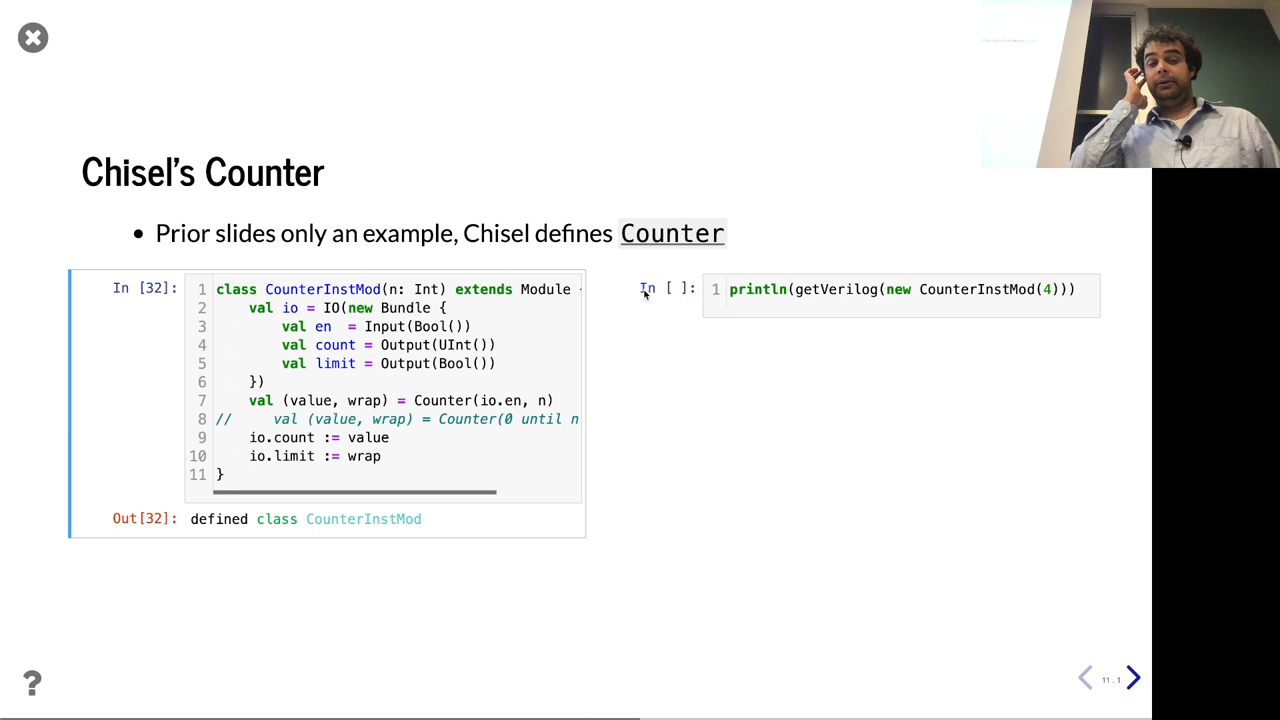 Chisel's Counter
• Prior slides only an example, Chisel defines Counter
In [32]:
1 class CounterInstMod(n: Int) extends Module
2 val io = IO(new Bundle {
3 val en = Input(Bool())
4 val count = Output(UInt())
5 val limit = Output(Bool())
6 })
7 val (value, wrap) = Counter(io.en, n)
8 // val (value, wrap) = Counter(0 until n
9 io.count := value
10 io.limit := wrap
11 }
Out[32]: defined class CounterInstMod
In [ ]:
1 println(getVerilog(new CounterInstMod(4)))
?
11.1